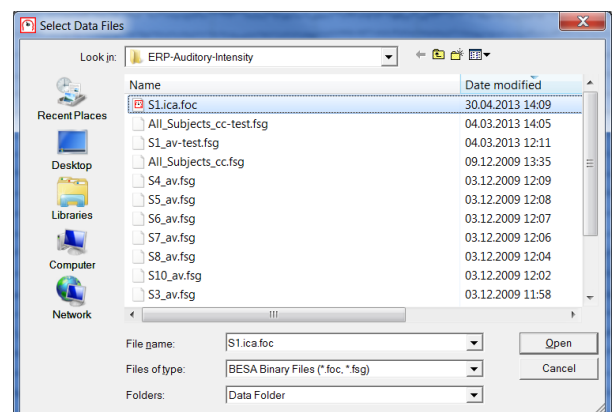 Select Data Files
X
Look in: ERP-Auditory-Intensity
Name Date modified
S1.ica.foc 30.04.2013 14:09
All_Subjects_cc-test.fsg 04.03.2013 14:05
S1_av-test.fsg 04.03.2013 12:11
All_Subjects_cc.fsg 09.12.2009 13:35
S4_av.fsg 03.12.2009 12:09
S5_av.fsg 03.12.2009 12:08
S6_av.fsg 03.12.2009 12:07
S7_av.fsg 03.12.2009 12:06
S8_av.fsg 03.12.2009 12:04
S10_av.fsg 03.12.2009 12:02
S3_av.fsg 03.12.2009 11:58
Recent Places
Desktop
Libraries
Computer
Network
File name: S1.ica.foc Open
Files of type: BESA Binary Files (*.foc, *.fsg) Cancel
Folders: Data Folder